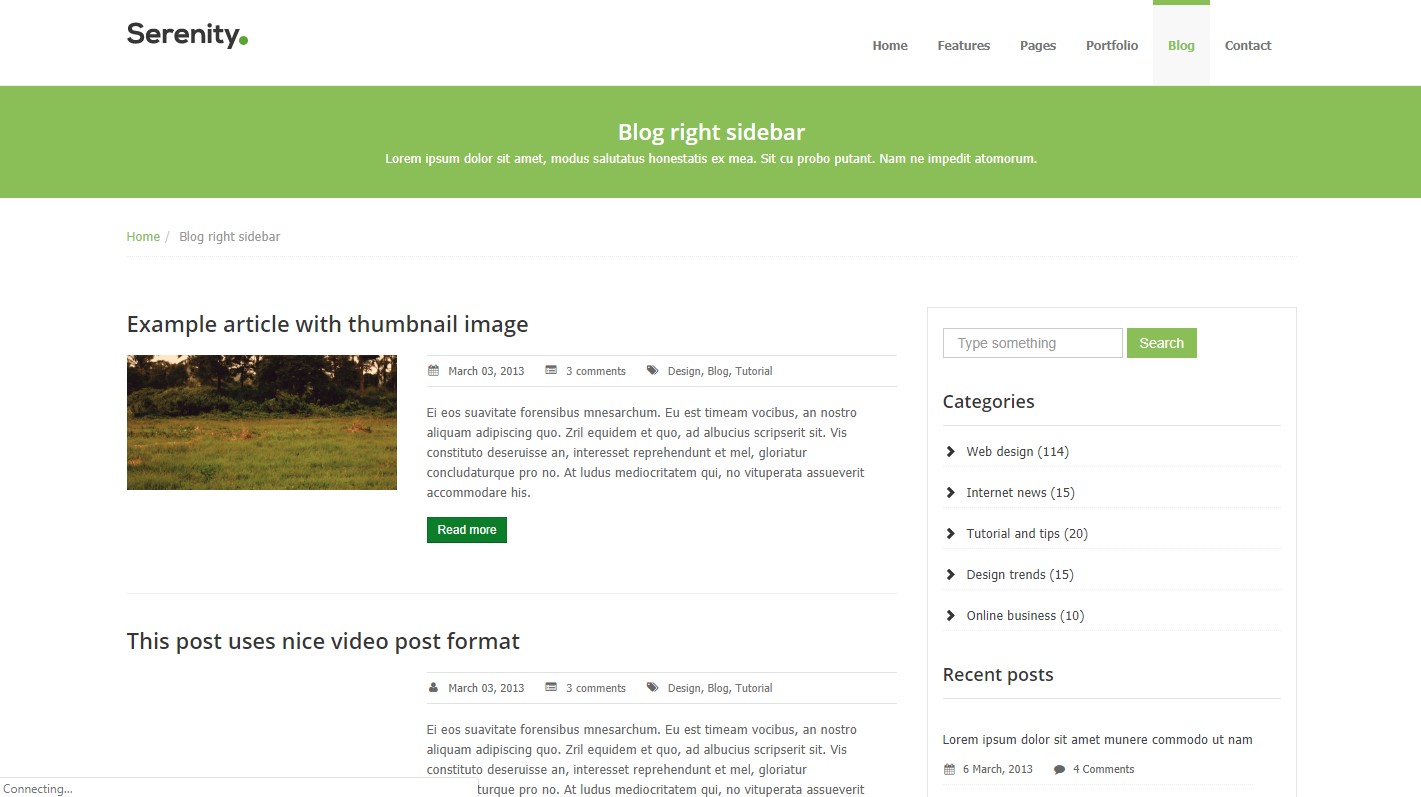 Serenity.
Home Features Pages Portfolio Blog Contact
Blog right sidebar
Lorem ipsum dolor sit amet, modus salutatus honestatis ex mea. Sit cu probo putant. Nam ne impedit atomorum.
Home / Blog right sidebar
Example article with thumbnail image
March 03, 2013 3 comments Design, Blog, Tutorial
Ei eos suavitate forensibus mnesarchum. Eu est timeam vocibus, an nostro
aliquam adipiscing quo. Zril equidem et quo, ad albucius scripserit sit. Vis
constituto deseruisse an, interesset reprehendunt et mel, gloriatur
concludaturque pro no. At ludus mediocritatem qui, no vituperata assueverit
accommodare his.
Read more
This post uses nice video post format
March 03, 2013 3 comments Design, Blog, Tutorial
Ei eos suavitate forensibus mnesarchum. Eu est timeam vocibus, an nostro
aliquam adipiscing quo. Zril equidem et quo, ad albucius scripserit sit. Vis
constituto deseruisse an, interesset reprehendunt et mel, gloriatur
turque pro no. At ludus mediocritatem qui, no vituperata assueverit
Type something Search
Categories
Web design (114)
Internet news (15)
Tutorial and tips (20)
Design trends (15)
Online business (10)
Recent posts
Lorem ipsum dolor sit amet munere commodo ut nam
6 March, 2013 4 Comments
Connecting...